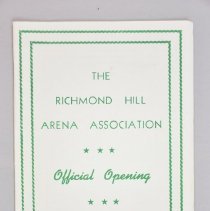 THE
RICHMOND HILL
ARENA ASSOCIATION
★ ★ ★
Official Opening
★ ★ ★